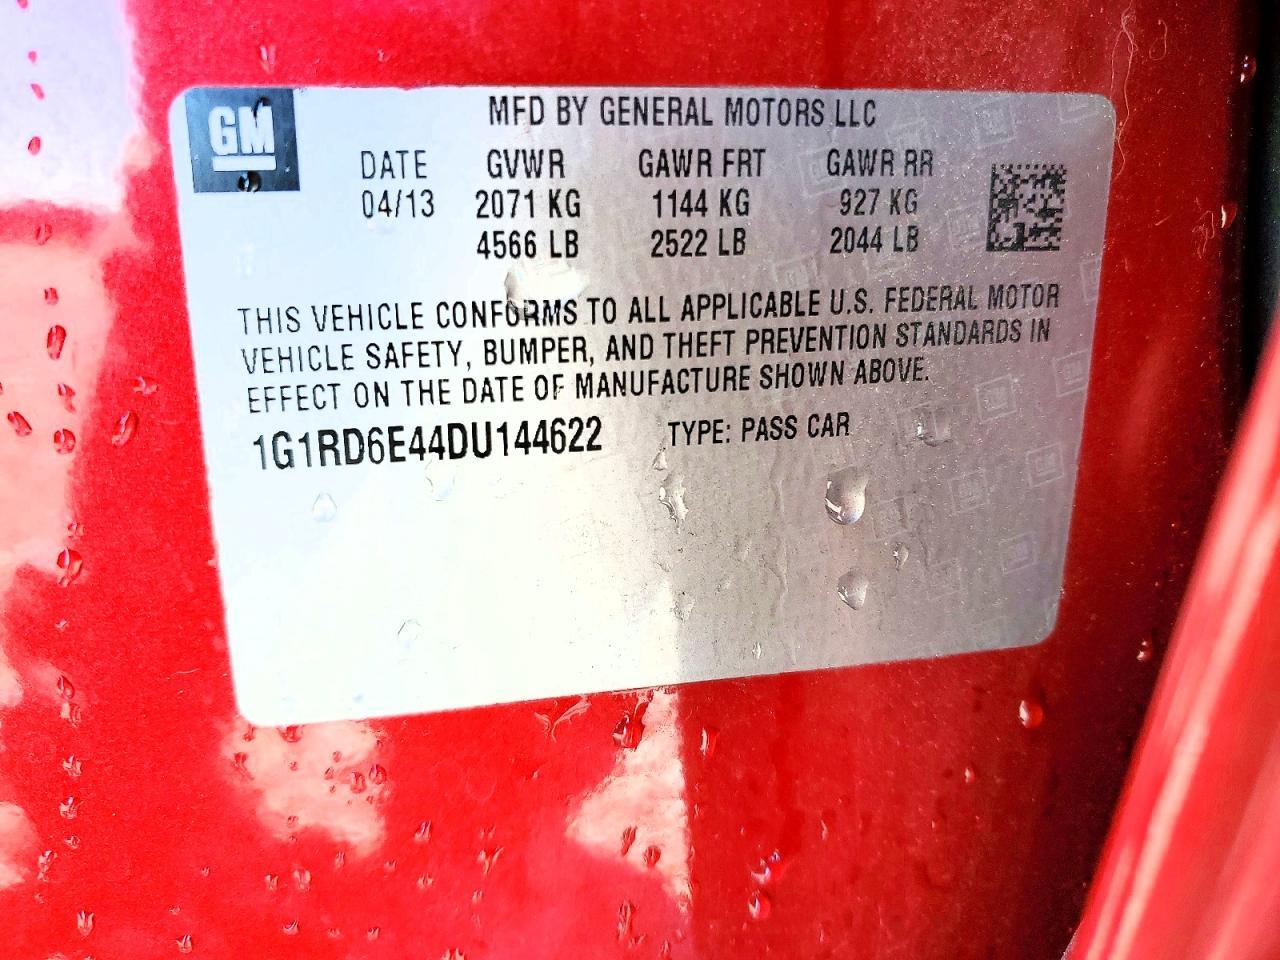 GM
MFD BY GENERAL MOTORS LLC
DATE GVWR GAWR FRT GAWR RR
04/13 2071 KG 1144 KG 927 KG
4566 LB 2522 LB 2044 LB
THIS VEHICLE CONFORMS TO ALL APPLICABLE U.S. FEDERAL MOTOR
VEHICLE SAFETY, BUMPER, AND THEFT PREVENTION STANDARDS IN
EFFECT ON THE DATE OF MANUFACTURE SHOWN ABOVE.
1G1RD6E44DU144622 TYPE: PASS CAR